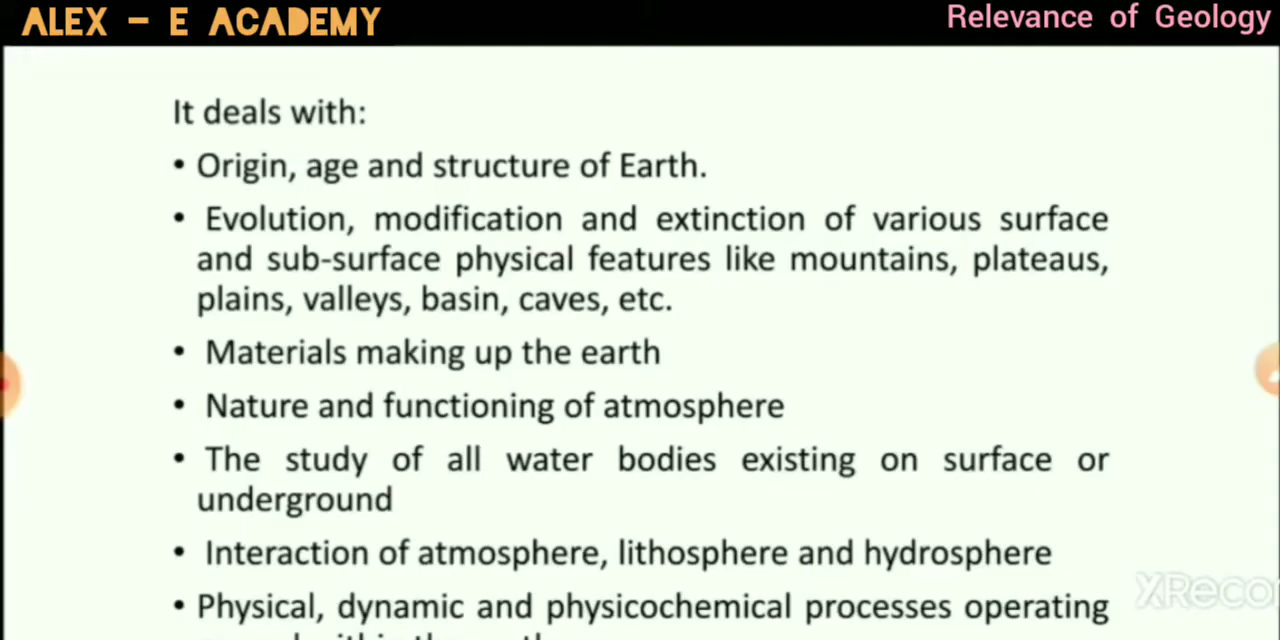 ALEX – E ACADEMY
Relevance of Geology
It deals with:
• Origin, age and structure of Earth.
• Evolution, modification and extinction of various surface
and sub-surface physical features like mountains, plateaus,
plains, valleys, basin, caves, etc.
• Materials making up the earth
• Nature and functioning of atmosphere
• The study of all water bodies existing on surface or
underground
• Interaction of atmosphere, lithosphere and hydrosphere
• Physical, dynamic and physicochemical processes operating